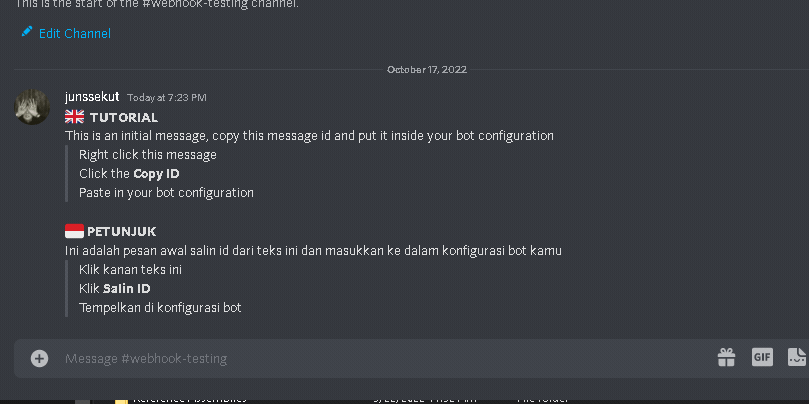 This is the start of the #webhook-testing channel.
Edit Channel
October 17, 2022
junssekut Today at 7:23 PM
TUTORIAL
This is an initial message, copy this message id and put it inside your bot configuration
Right click this message
Click the Copy ID
Paste in your bot configuration
PETUNJUK
Ini adalah pesan awal salin id dari teks ini dan masukkan ke dalam konfigurasi bot kamu
Klik kanan teks ini
Klik Salin ID
Tempelkan di konfigurasi bot
Message #webhook-testing
GIF
Reference Assemblies File folder